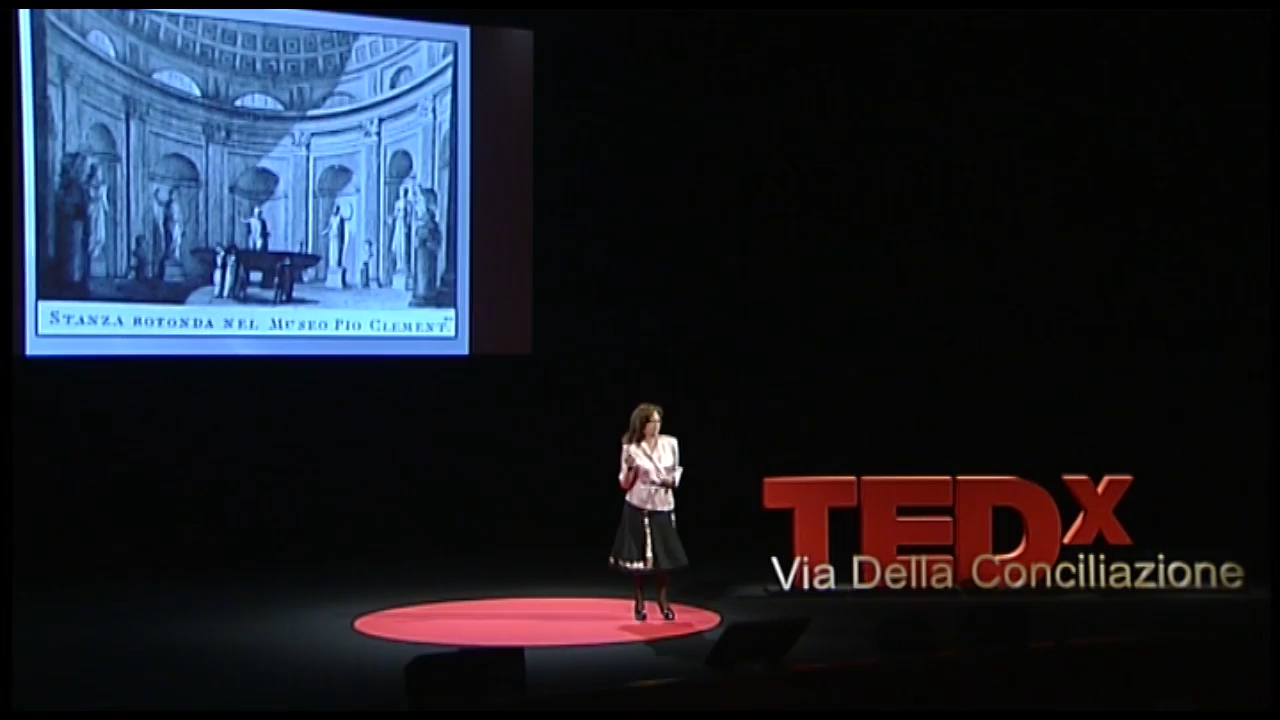 STANZA ROTONDA NEL MUSEO PIO CLEMENT.
TEDx
Via Della Conciliazione